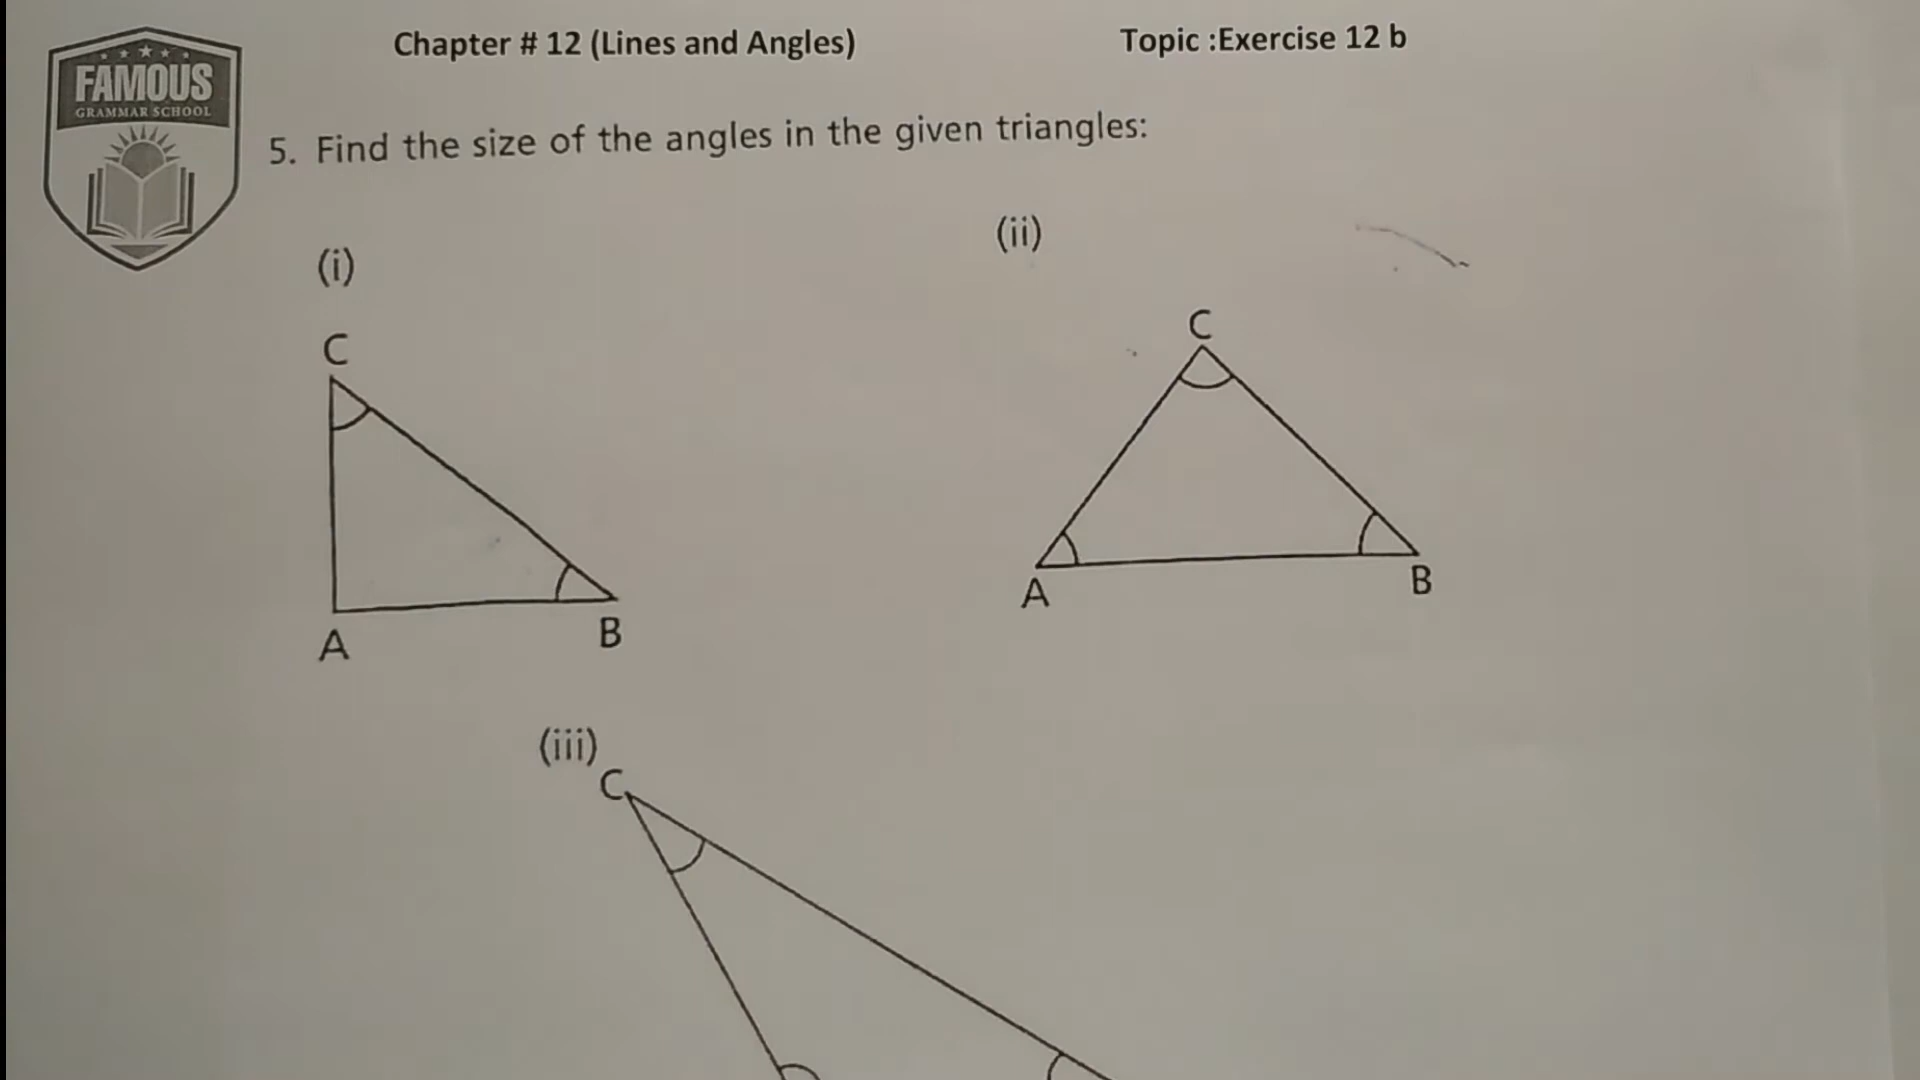 FAMOUS
GRAMMAR SCHOOL
Chapter # 12 (Lines and Angles)
Topic :Exercise 12 b
5. Find the size of the angles in the given triangles:
(i)
(ii)
C
C
A
B
A
B
(iii)
C